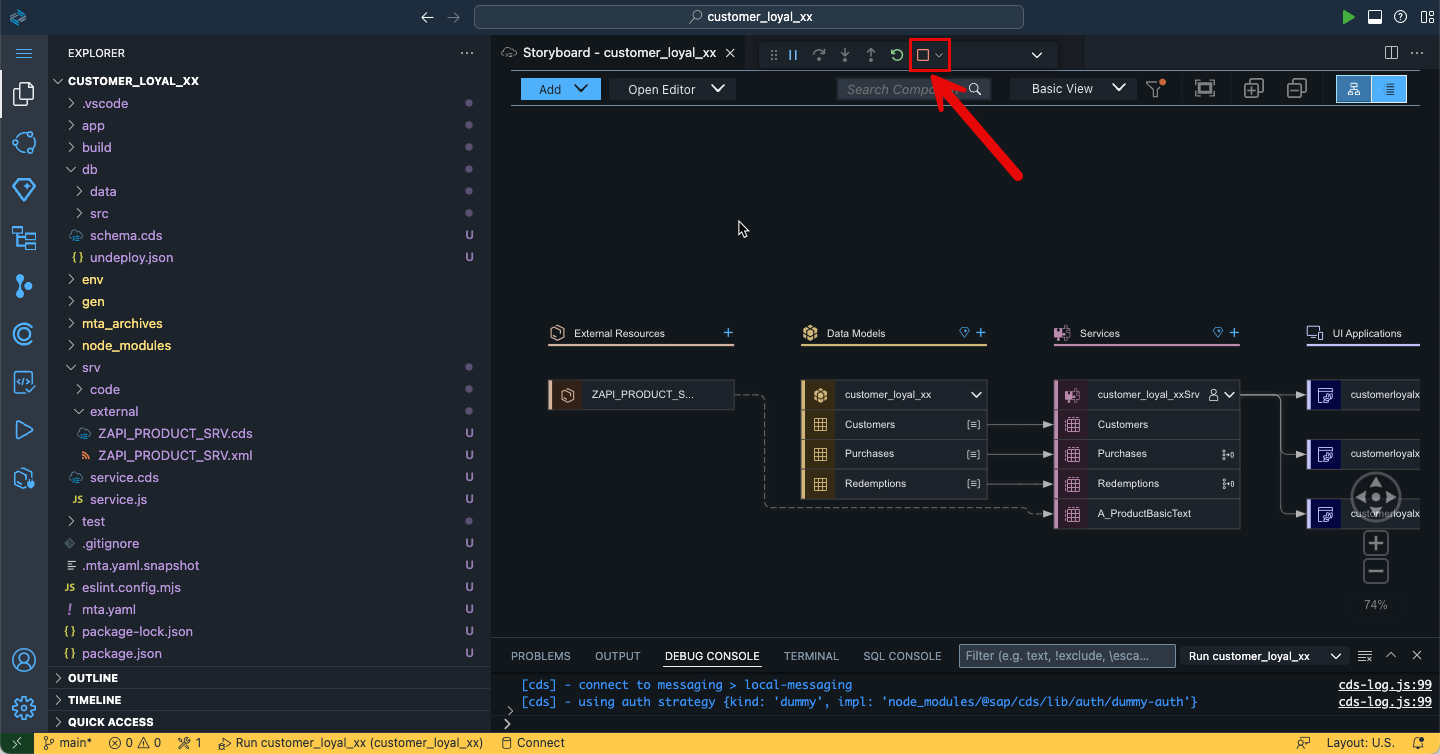 customer_loyal_xx
EXPLORER
CUSTOMER_LOYAL_XX
.vscode
app
build
db
data
src
schema.cds U
undeploy.json U
env
gen
mta_archives
node_modules
srv
code
external
ZAPI_PRODUCT_SRV.cds U
ZAPI_PRODUCT_SRV.xml U
service.cds U
service.js U
test
.gitignore U
.mta.yaml.snapshot U
eslint.config.mjs U
mta.yaml U
package-lock.json U
package.json U
OUTLINE
TIMELINE
QUICK ACCESS
Storyboard - customer_loyal_xx
Add
Open Editor
Search Compo
Basic View
External Resources
ZAPI_PRODUCT_S...
Data Models
customer_loyal_xx
Customers
Purchases
Redemptions
Services
customer_loyal_xxSrv
Customers
Purchases
Redemptions
A_ProductBasicText
UI Applications
customerloyalx
customerloyalx
customerloyalx
74%
PROBLEMS OUTPUT DEBUG CONSOLE TERMINAL SQL CONSOLE
Filter (e.g. text, !exclude, \esca...
Run customer_loyal_xx
[cds] - connect to messaging > local-messaging cds-log.js:99
[cds] - using auth strategy {kind: 'dummy', impl: 'node_modules/@sap/cds/lib/auth/dummy-auth'} cds-log.js:99
main* 0 0 1 Run customer_loyal_xx (customer_loyal_xx) Connect Layout: U.S.